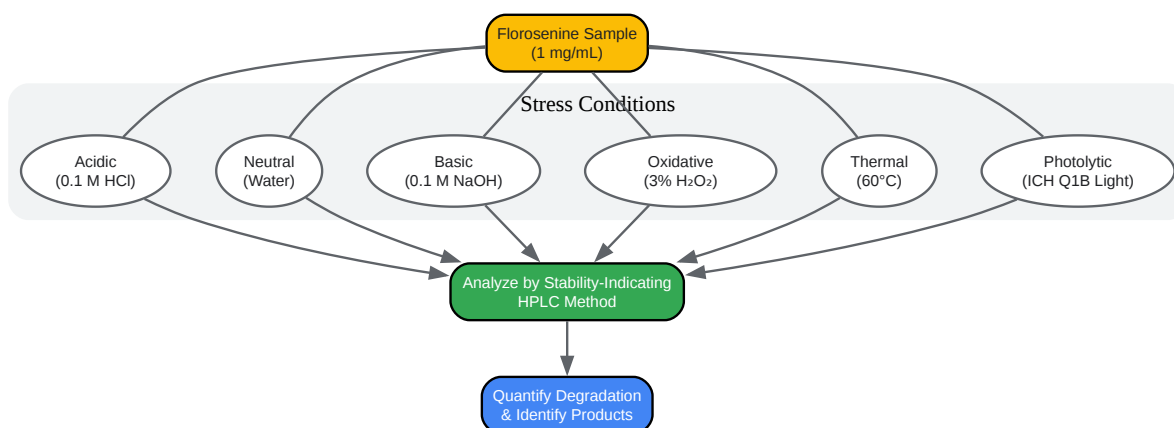 Florosenine Sample
(1 mg/mL)
Stress Conditions
Acidic
(0.1 M HCl)
Neutral
(Water)
Basic
(0.1 M NaOH)
Oxidative
(3% H₂O₂)
Thermal
(60°C)
Photolytic
(ICH Q1B Light)
Analyze by Stability-Indicating
HPLC Method
Quantify Degradation
& Identify Products